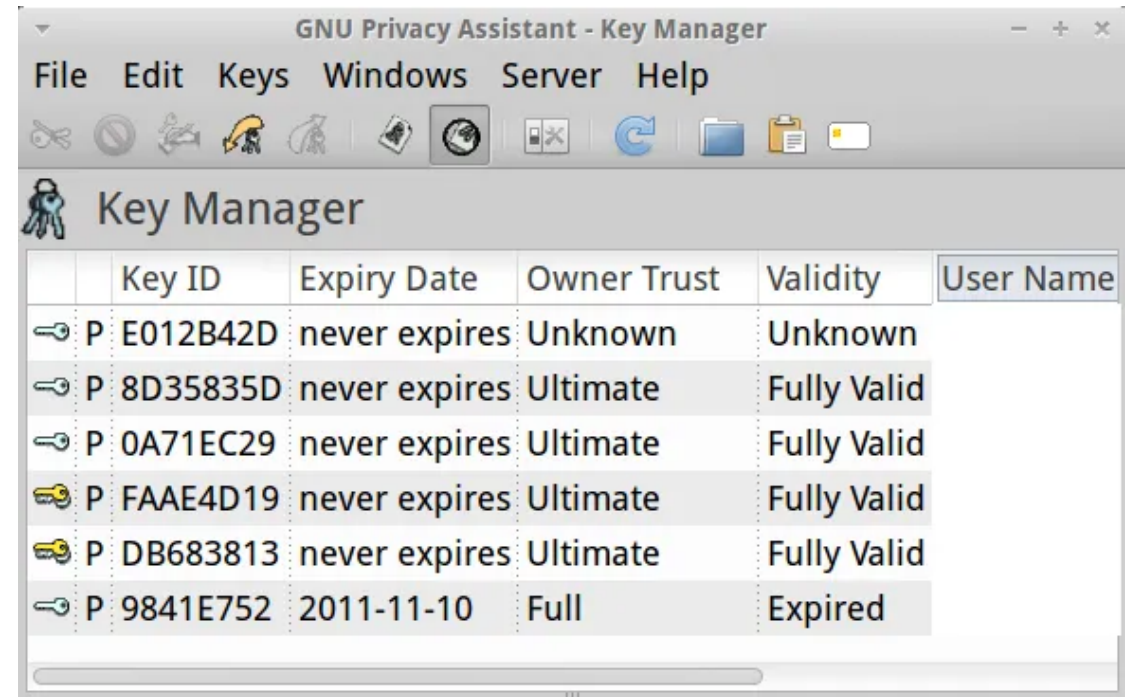 GNU Privacy Assistant - Key Manager
File Edit Keys Windows Server Help
Key Manager
Key ID Expiry Date Owner Trust Validity User Name
P E012B42D never expires Unknown Unknown
P 8D35835D never expires Ultimate Fully Valid
P 0A71EC29 never expires Ultimate Fully Valid
P FAAE4D19 never expires Ultimate Fully Valid
P DB683813 never expires Ultimate Fully Valid
P 9841E752 2011-11-10 Full Expired